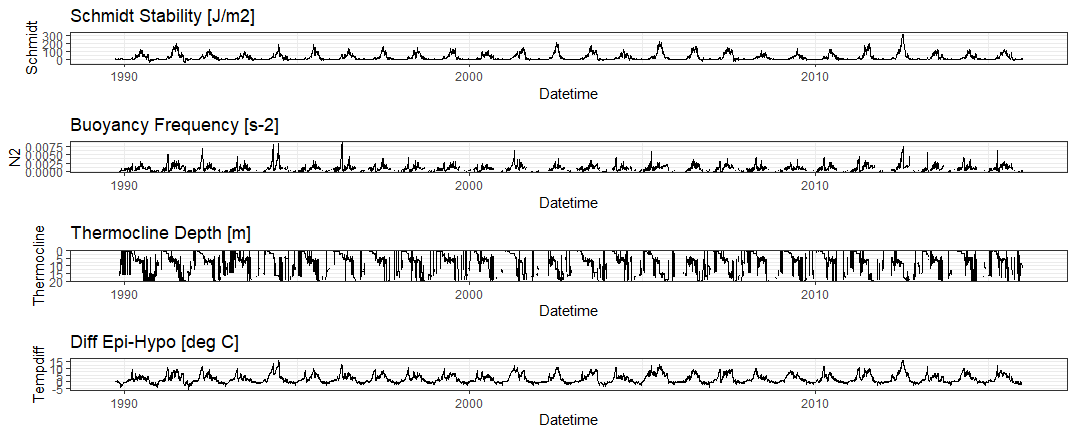 Schmidt Stability [J/m2]
Schmidt
300
200
100
0
1990
2000
2010
Datetime
Buoyancy Frequency [s-2]
N2
0.0075
0.0050
0.0025
0.0000
1990
2000
2010
Datetime
Thermocline Depth [m]
Thermocline
0
5
10
15
20
1990
2000
2010
Datetime
Diff Epi-Hypo [deg C]
Tempdiff
15
10
5
0
-5
1990
2000
2010
Datetime